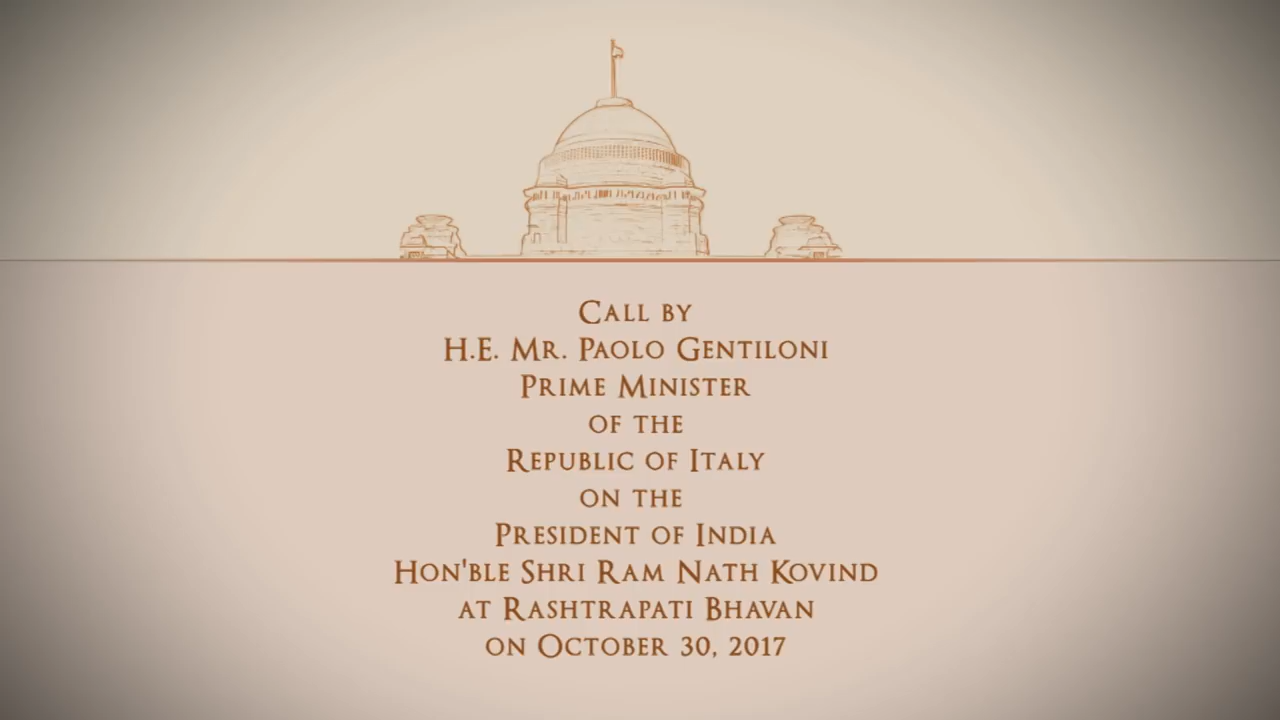 Call by
H.E. Mr. Paolo Gentiloni
Prime Minister
of the
Republic of Italy
on the
President of India
Hon'ble Shri Ram Nath Kovind
at Rashtrapati Bhavan
on October 30, 2017